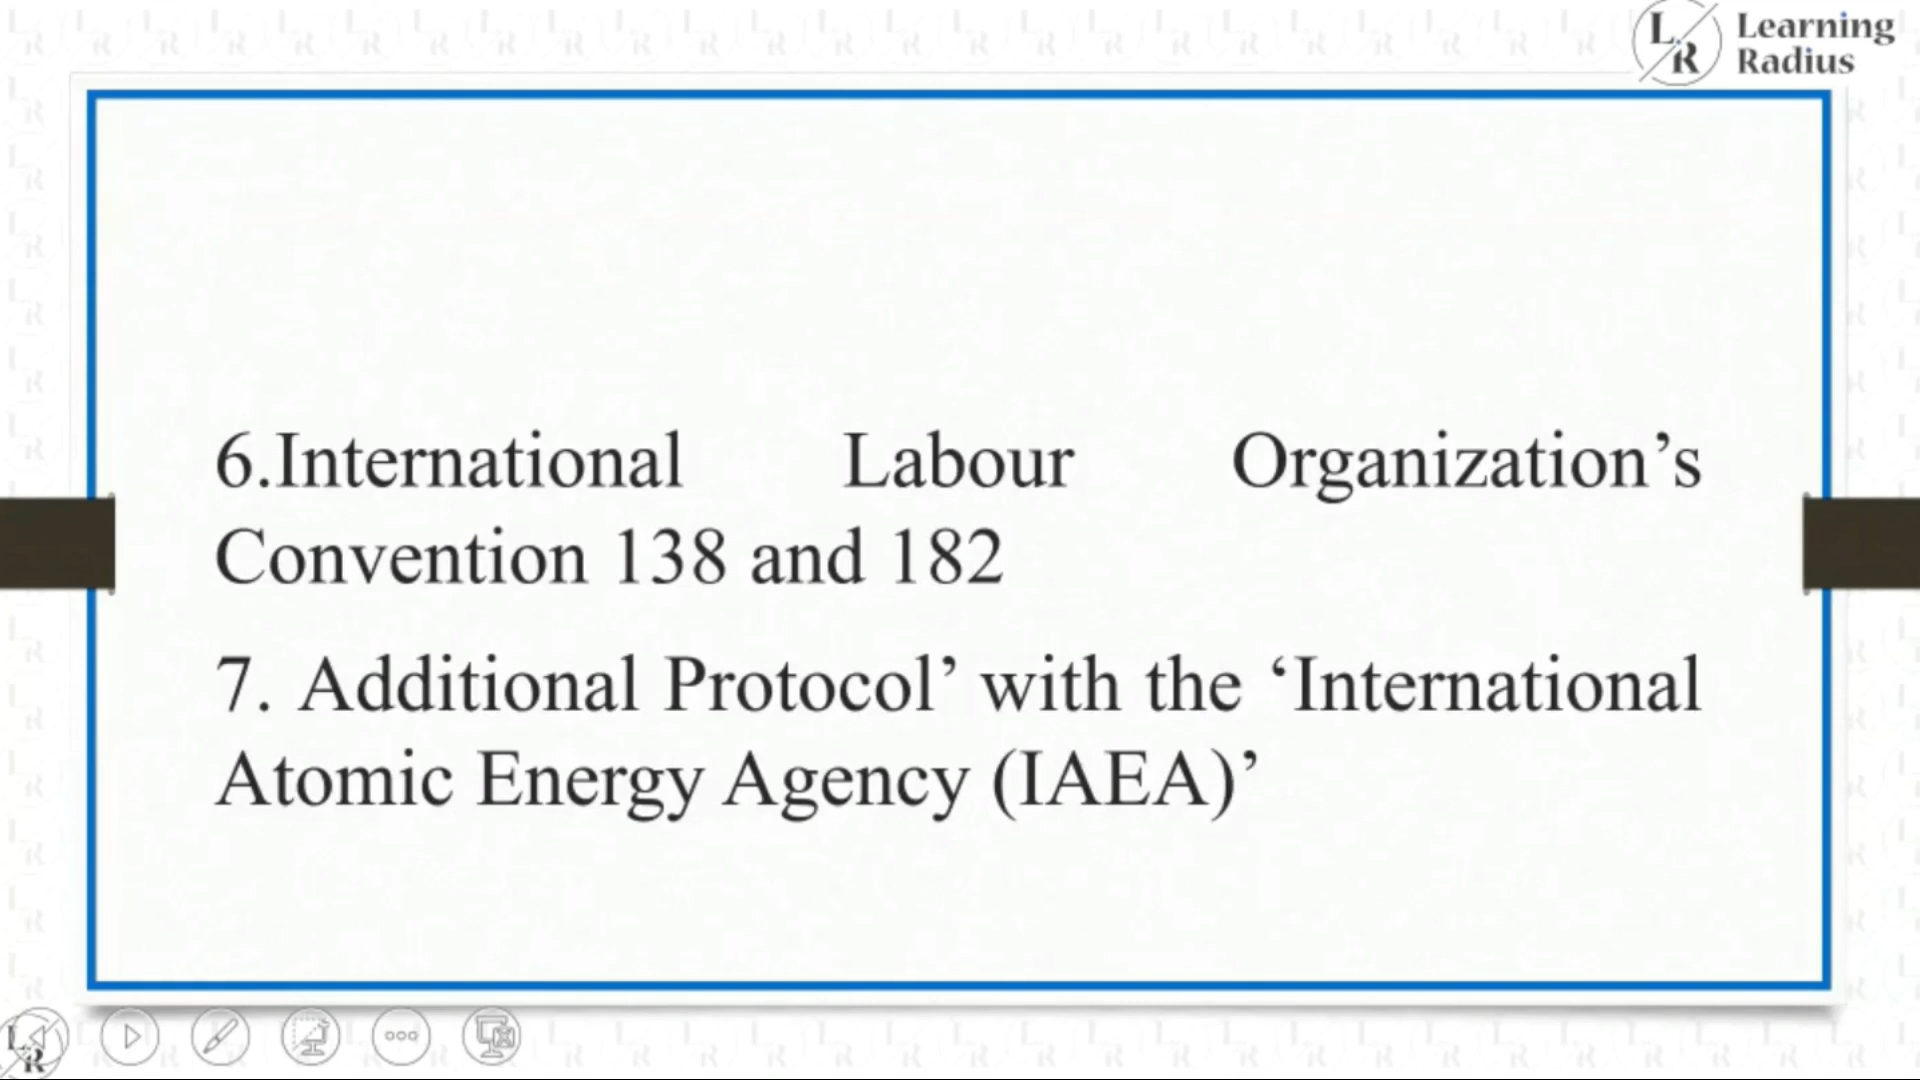 Learning
Radius
6.International Labour Organization’s
Convention 138 and 182
7. Additional Protocol’ with the ‘International
Atomic Energy Agency (IAEA)’